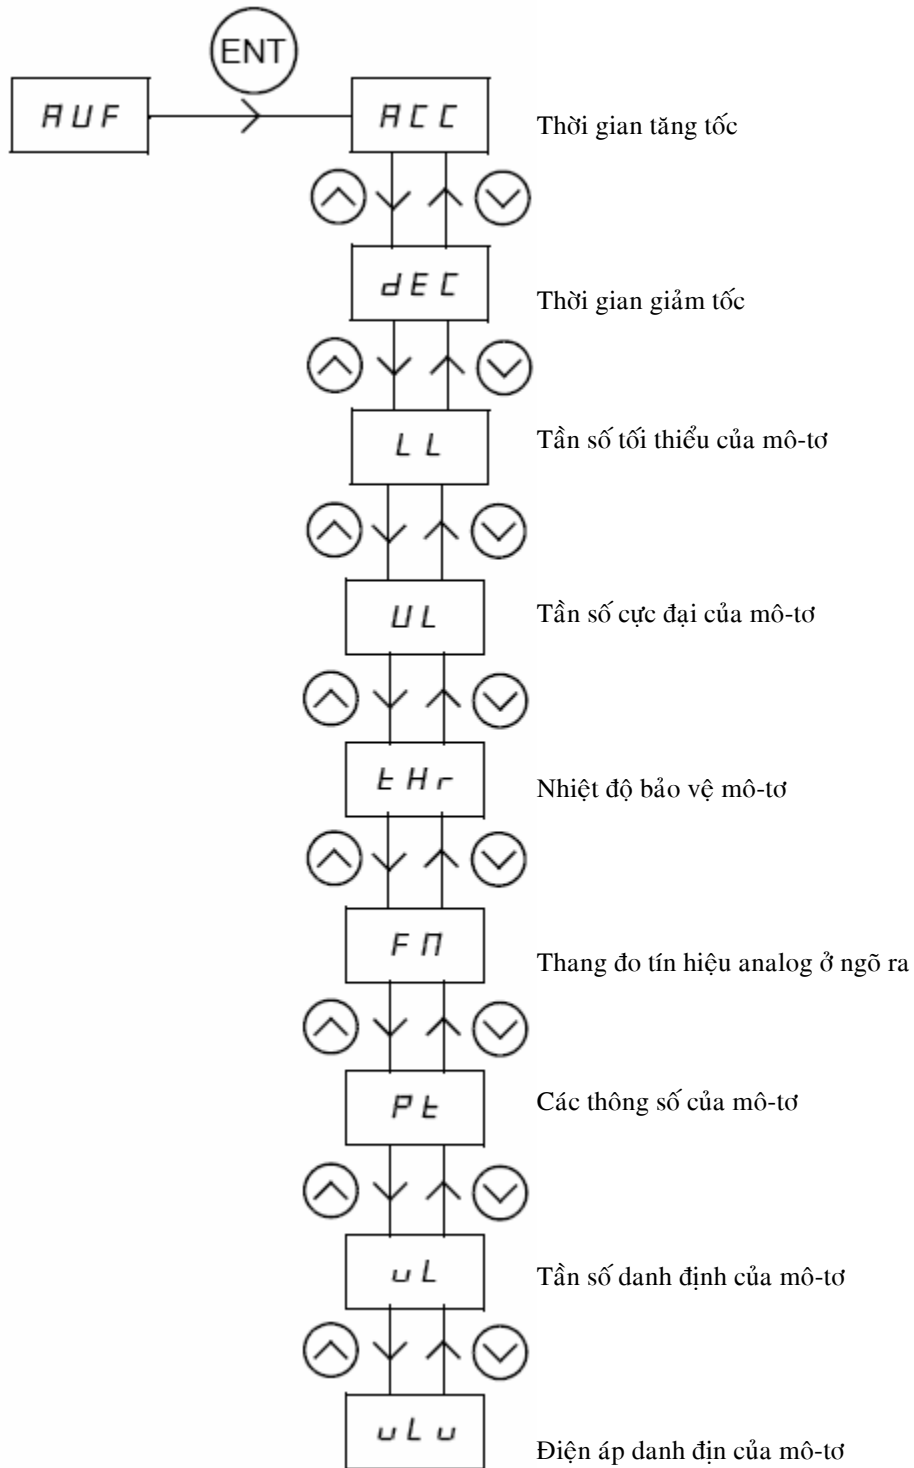 ENT
AUF
ACC
Thời gian tăng tốc
dEC
Thời gian giảm tốc
LL
Tần số tối thiểu của mô-tơ
UL
Tần số cực đại của mô-tơ
tHr
Nhiệt độ bảo vệ mô-tơ
FM
Thang đo tín hiệu analog ở ngõ ra
Pt
Các thông số của mô-tơ
uL
Tần số danh định của mô-tơ
uLu
Điện áp danh địn của mô-tơ